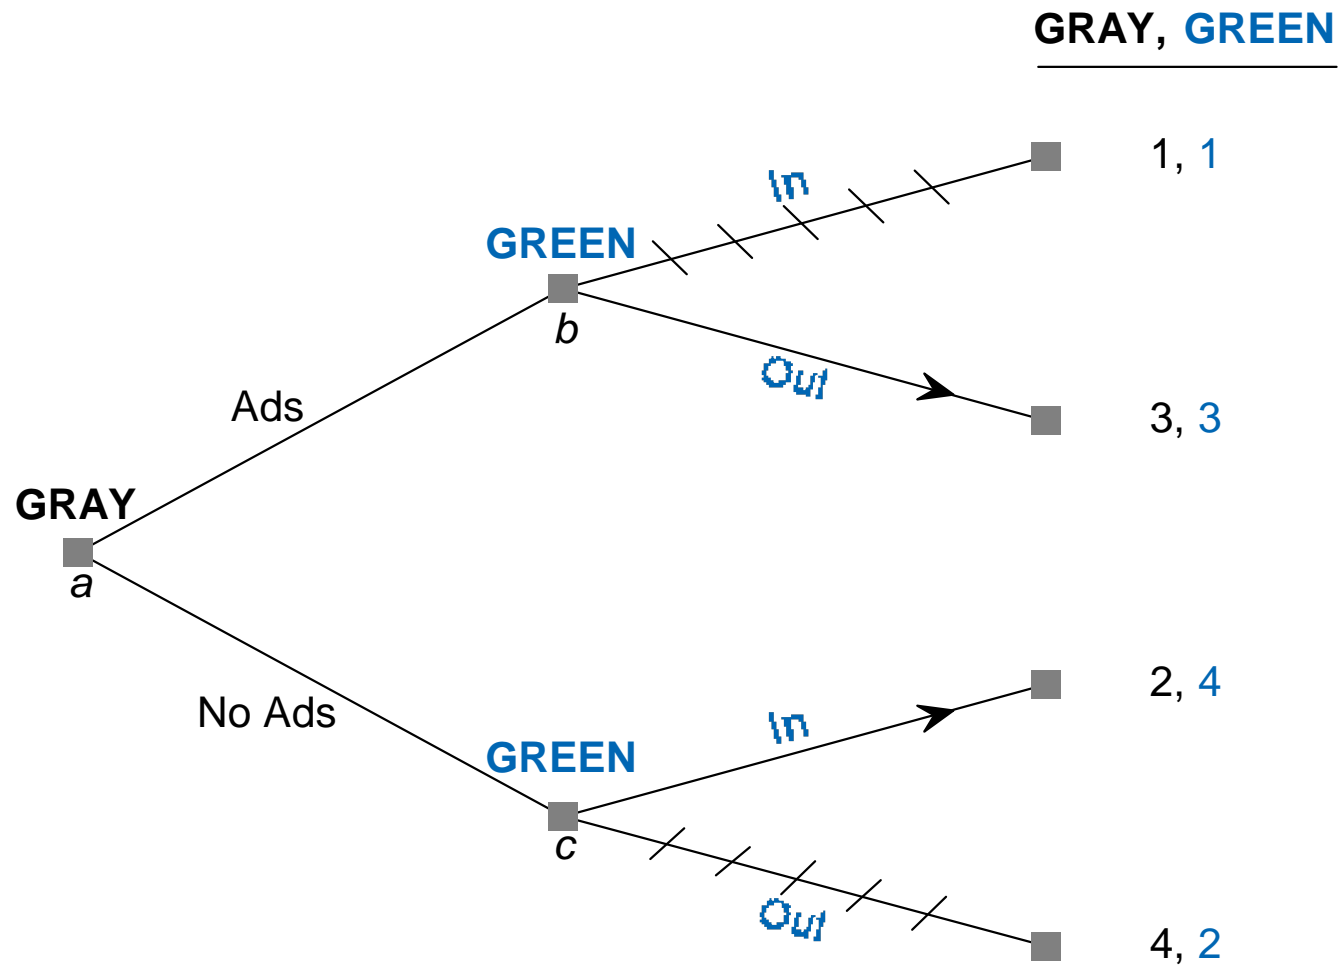 GRAY, GREEN
1, 1
In
GREEN
b
Out
3, 3
Ads
GRAY
a
No Ads
2, 4
In
GREEN
c
Out
4, 2